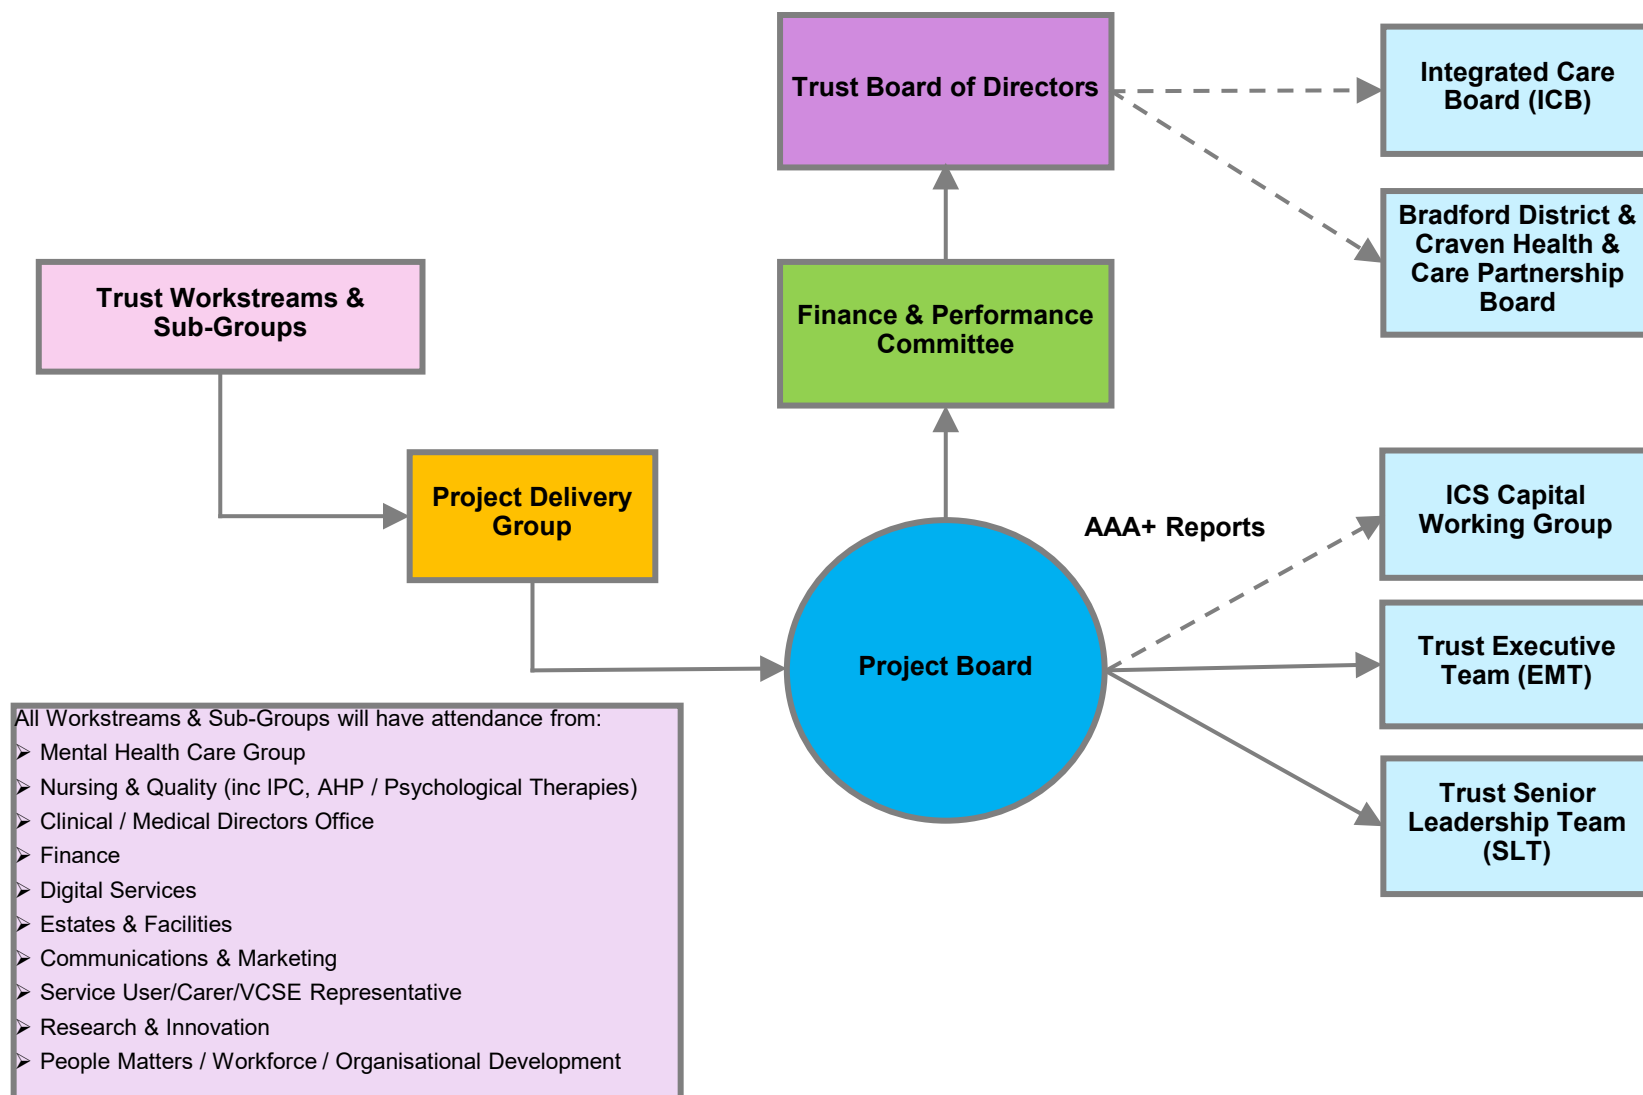 Trust Board of Directors
Integrated Care
Board (ICB)
Bradford District &
Craven Health &
Care Partnership
Board
Trust Workstreams &
Sub-Groups
Finance & Performance
Committee
Project Delivery
Group
AAA+ Reports
ICS Capital
Working Group
Project Board
Trust Executive
Team (EMT)
Trust Senior
Leadership Team
(SLT)
All Workstreams & Sub-Groups will have attendance from:
➢ Mental Health Care Group
➢ Nursing & Quality (inc IPC, AHP / Psychological Therapies)
➢ Clinical / Medical Directors Office
➢ Finance
➢ Digital Services
➢ Estates & Facilities
➢ Communications & Marketing
➢ Service User/Carer/VCSE Representative
➢ Research & Innovation
➢ People Matters / Workforce / Organisational Development